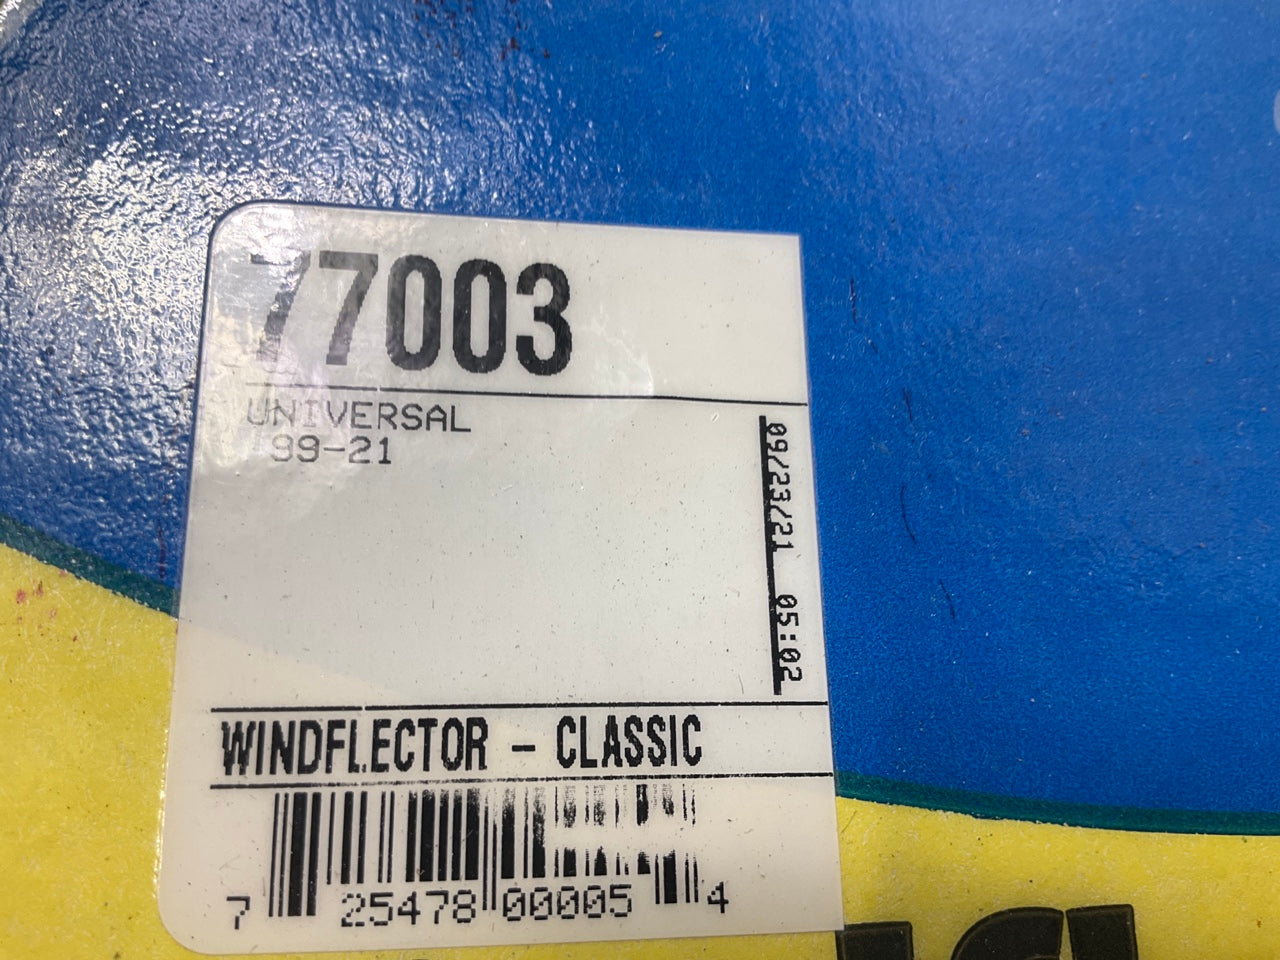 77003
UNIVERSAL
99-21
09/23/21 05:02
WINDFLECTOR - CLASSIC
7 25478 00005 4